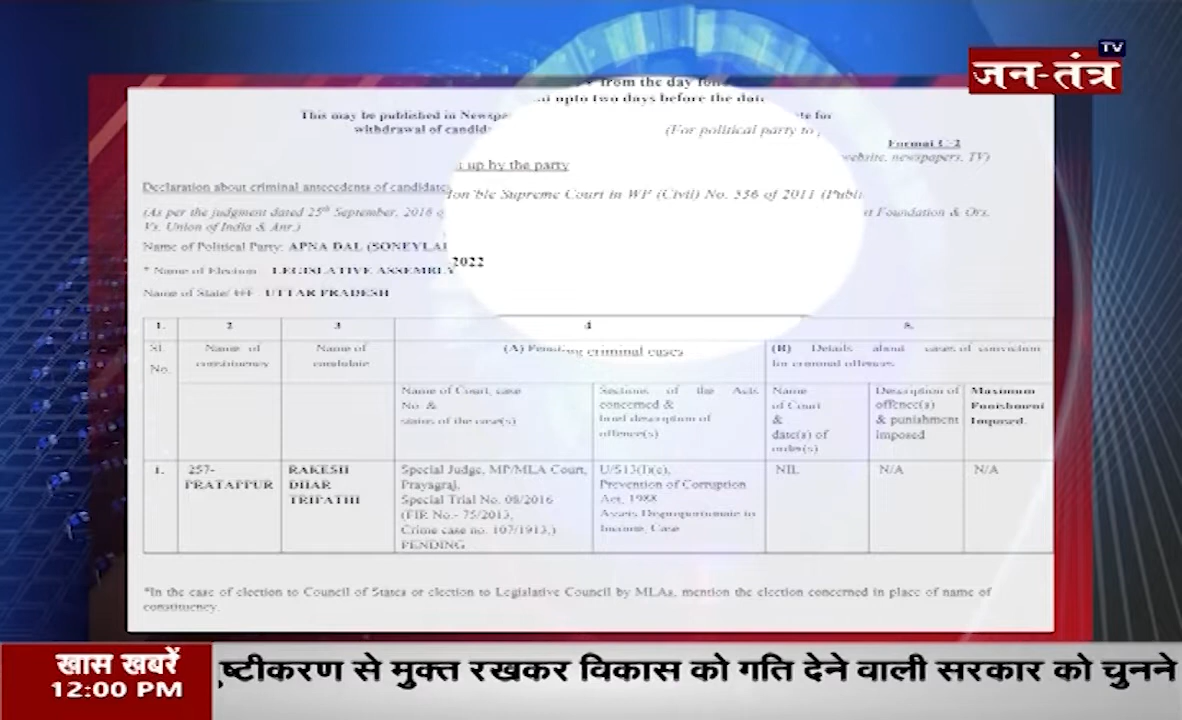 TV
जन-तंत्र
from the day
upto two days before the date
This may be published in
for
withdrawal of
(For political party to
Format C-2
website, newspapers, TV)
up by the party
Declaration about criminal antecedents of candidate
Supreme Court in WP (Civil) No. 536 of 2011
(As per the judgment dated 25th September, 2018
Foundation & Ors.
Vs. Union of India & Anr.)
Name of Political Party: APNA DAL
2022
* Name of Election : LEGISLATIVE ASSEMBLY
Name of State/ UT : UTTAR PRADESH
1. 2 3 4 5.
Sl. No.
Name of constituency
Name of candidate
(A) criminal cases
(B) Details about cases of conviction
for criminal offences.
Name of Court, case
No. &
status of the case(s)
Sections of the Acts
concerned &
brief description of
offence(s)
Name
of Court
&
date(s) of
order(s)
Description of
offence(s)
& punishment
imposed
Maximum
Punishment
Imposed.
1.
257-
PRATAPPUR
RAKESH
DHAR
TRIPATHI
Special Judge, MP/MLA Court,
Prayagraj,
Special Trial No. 08/2016
(FIR No.- 75/2013,
Crime case no. 107/1913,)
PENDING
U/S13(1)(e),
Prevention of Corruption
Act, 1988
Assets Disproportionate to
Income, Case
NIL
N/A
N/A
*In the case of election to Council of States or election to Legislative Council by MLAs, mention the election concerned in place of name of
constituency.
खास खबरें
12:00 PM
से मुक्त रखकर विकास को गति देने वाली सरकार को चुनने